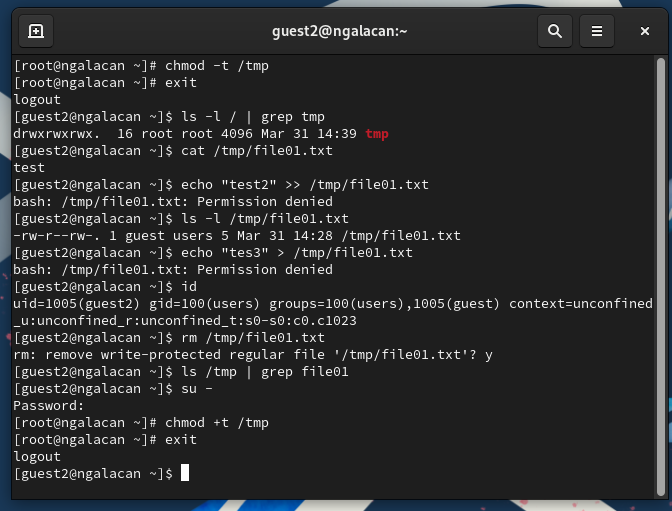 guest2@ngalacan:~
[root@ngalacan ~]# chmod -t /tmp
[root@ngalacan ~]# exit
logout
[guest2@ngalacan ~]$ ls -l / | grep tmp
drwxrwxrwx.  16 root root 4096 Mar 31 14:39 tmp
[guest2@ngalacan ~]$ cat /tmp/file01.txt
test
[guest2@ngalacan ~]$ echo "test2" >> /tmp/file01.txt
bash: /tmp/file01.txt: Permission denied
[guest2@ngalacan ~]$ ls -l /tmp/file01.txt
-rw-r--rw-. 1 guest users 5 Mar 31 14:28 /tmp/file01.txt
[guest2@ngalacan ~]$ echo "tes3" > /tmp/file01.txt
bash: /tmp/file01.txt: Permission denied
[guest2@ngalacan ~]$ id
uid=1005(guest2) gid=100(users) groups=100(users),1005(guest) context=unconfined
_u:unconfined_r:unconfined_t:s0-s0:c0.c1023
[guest2@ngalacan ~]$ rm /tmp/file01.txt
rm: remove write-protected regular file '/tmp/file01.txt'? y
[guest2@ngalacan ~]$ ls /tmp | grep file01
[guest2@ngalacan ~]$ su -
Password:
[root@ngalacan ~]# chmod +t /tmp
[root@ngalacan ~]# exit
logout
[guest2@ngalacan ~]$